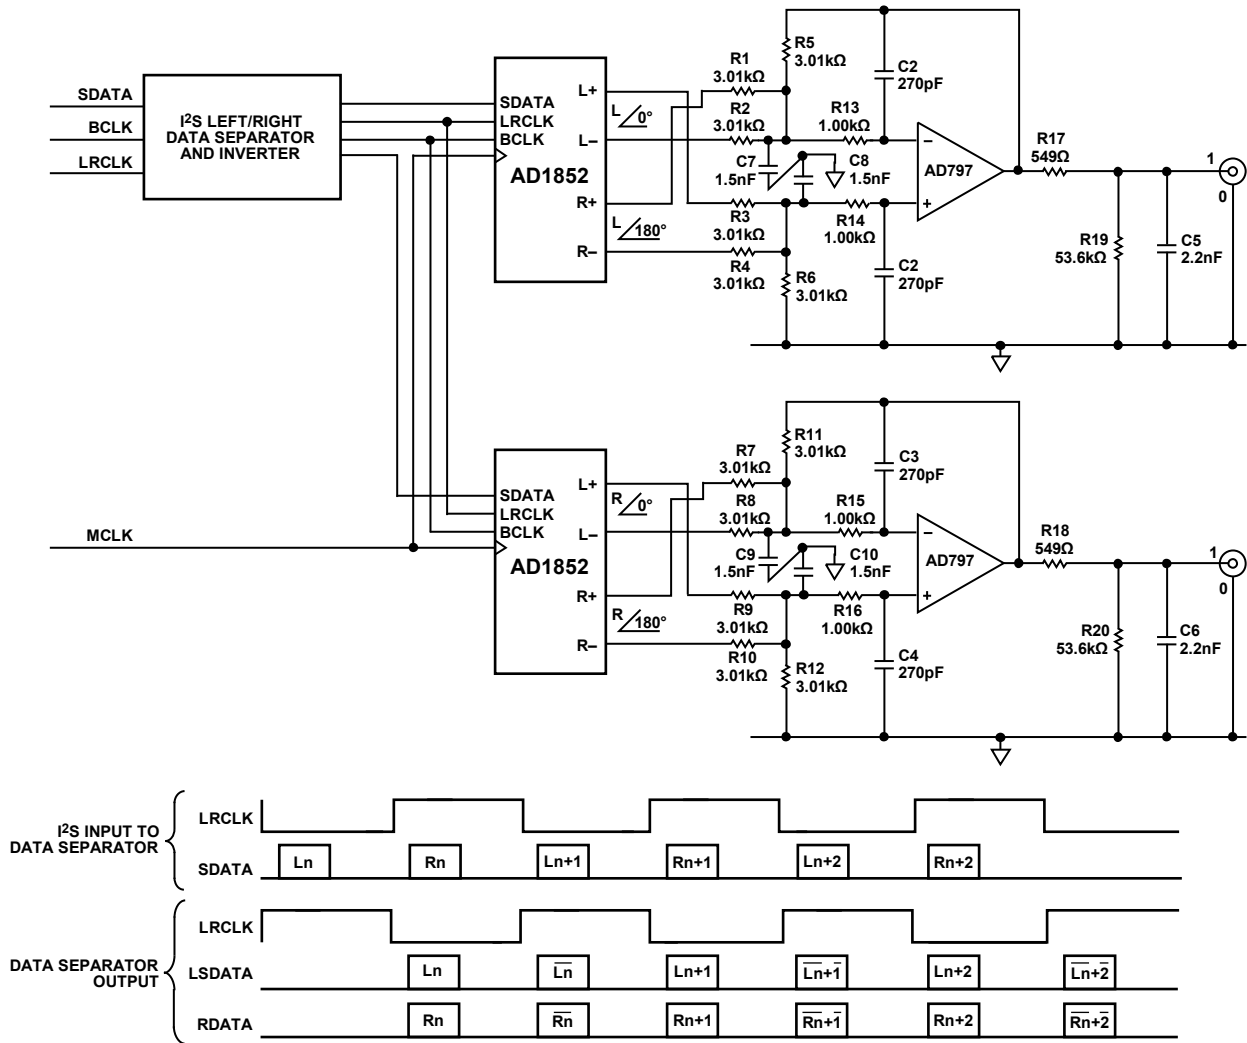 SDATA
BCLK
LRCLK
I²S LEFT/RIGHT
DATA SEPARATOR
AND INVERTER
SDATA
LRCLK
BCLK
AD1852
L+
L–
R+
R–
L 0°
L 180°
R1
3.01kΩ
R2
3.01kΩ
C7
1.5nF
R3
3.01kΩ
R4
3.01kΩ
R5
3.01kΩ
C2
270pF
R13
1.00kΩ
C8
1.5nF
R14
1.00kΩ
R6
3.01kΩ
C2
270pF
–
+
AD797
R17
549Ω
R19
53.6kΩ
C5
2.2nF
1
0
MCLK
SDATA
LRCLK
BCLK
AD1852
L+
L–
R+
R–
R 0°
R 180°
R7
3.01kΩ
R8
3.01kΩ
C9
1.5nF
R9
3.01kΩ
R10
3.01kΩ
R11
3.01kΩ
C3
270pF
R15
1.00kΩ
C10
1.5nF
R16
1.00kΩ
R12
3.01kΩ
C4
270pF
–
+
AD797
R18
549Ω
R20
53.6kΩ
C6
2.2nF
1
0
I²S INPUT TO
DATA SEPARATOR
LRCLK
SDATA
Ln Rn Ln+1 Rn+1 Ln+2 Rn+2
DATA SEPARATOR
OUTPUT
LRCLK
LSDATA
Ln L̅n̅ Ln+1 L̅n̅+1̅ Ln+2 L̅n̅+2̅
RDATA
Rn R̅n̅ Rn+1 R̅n̅+1̅ Rn+2 R̅n̅+2̅